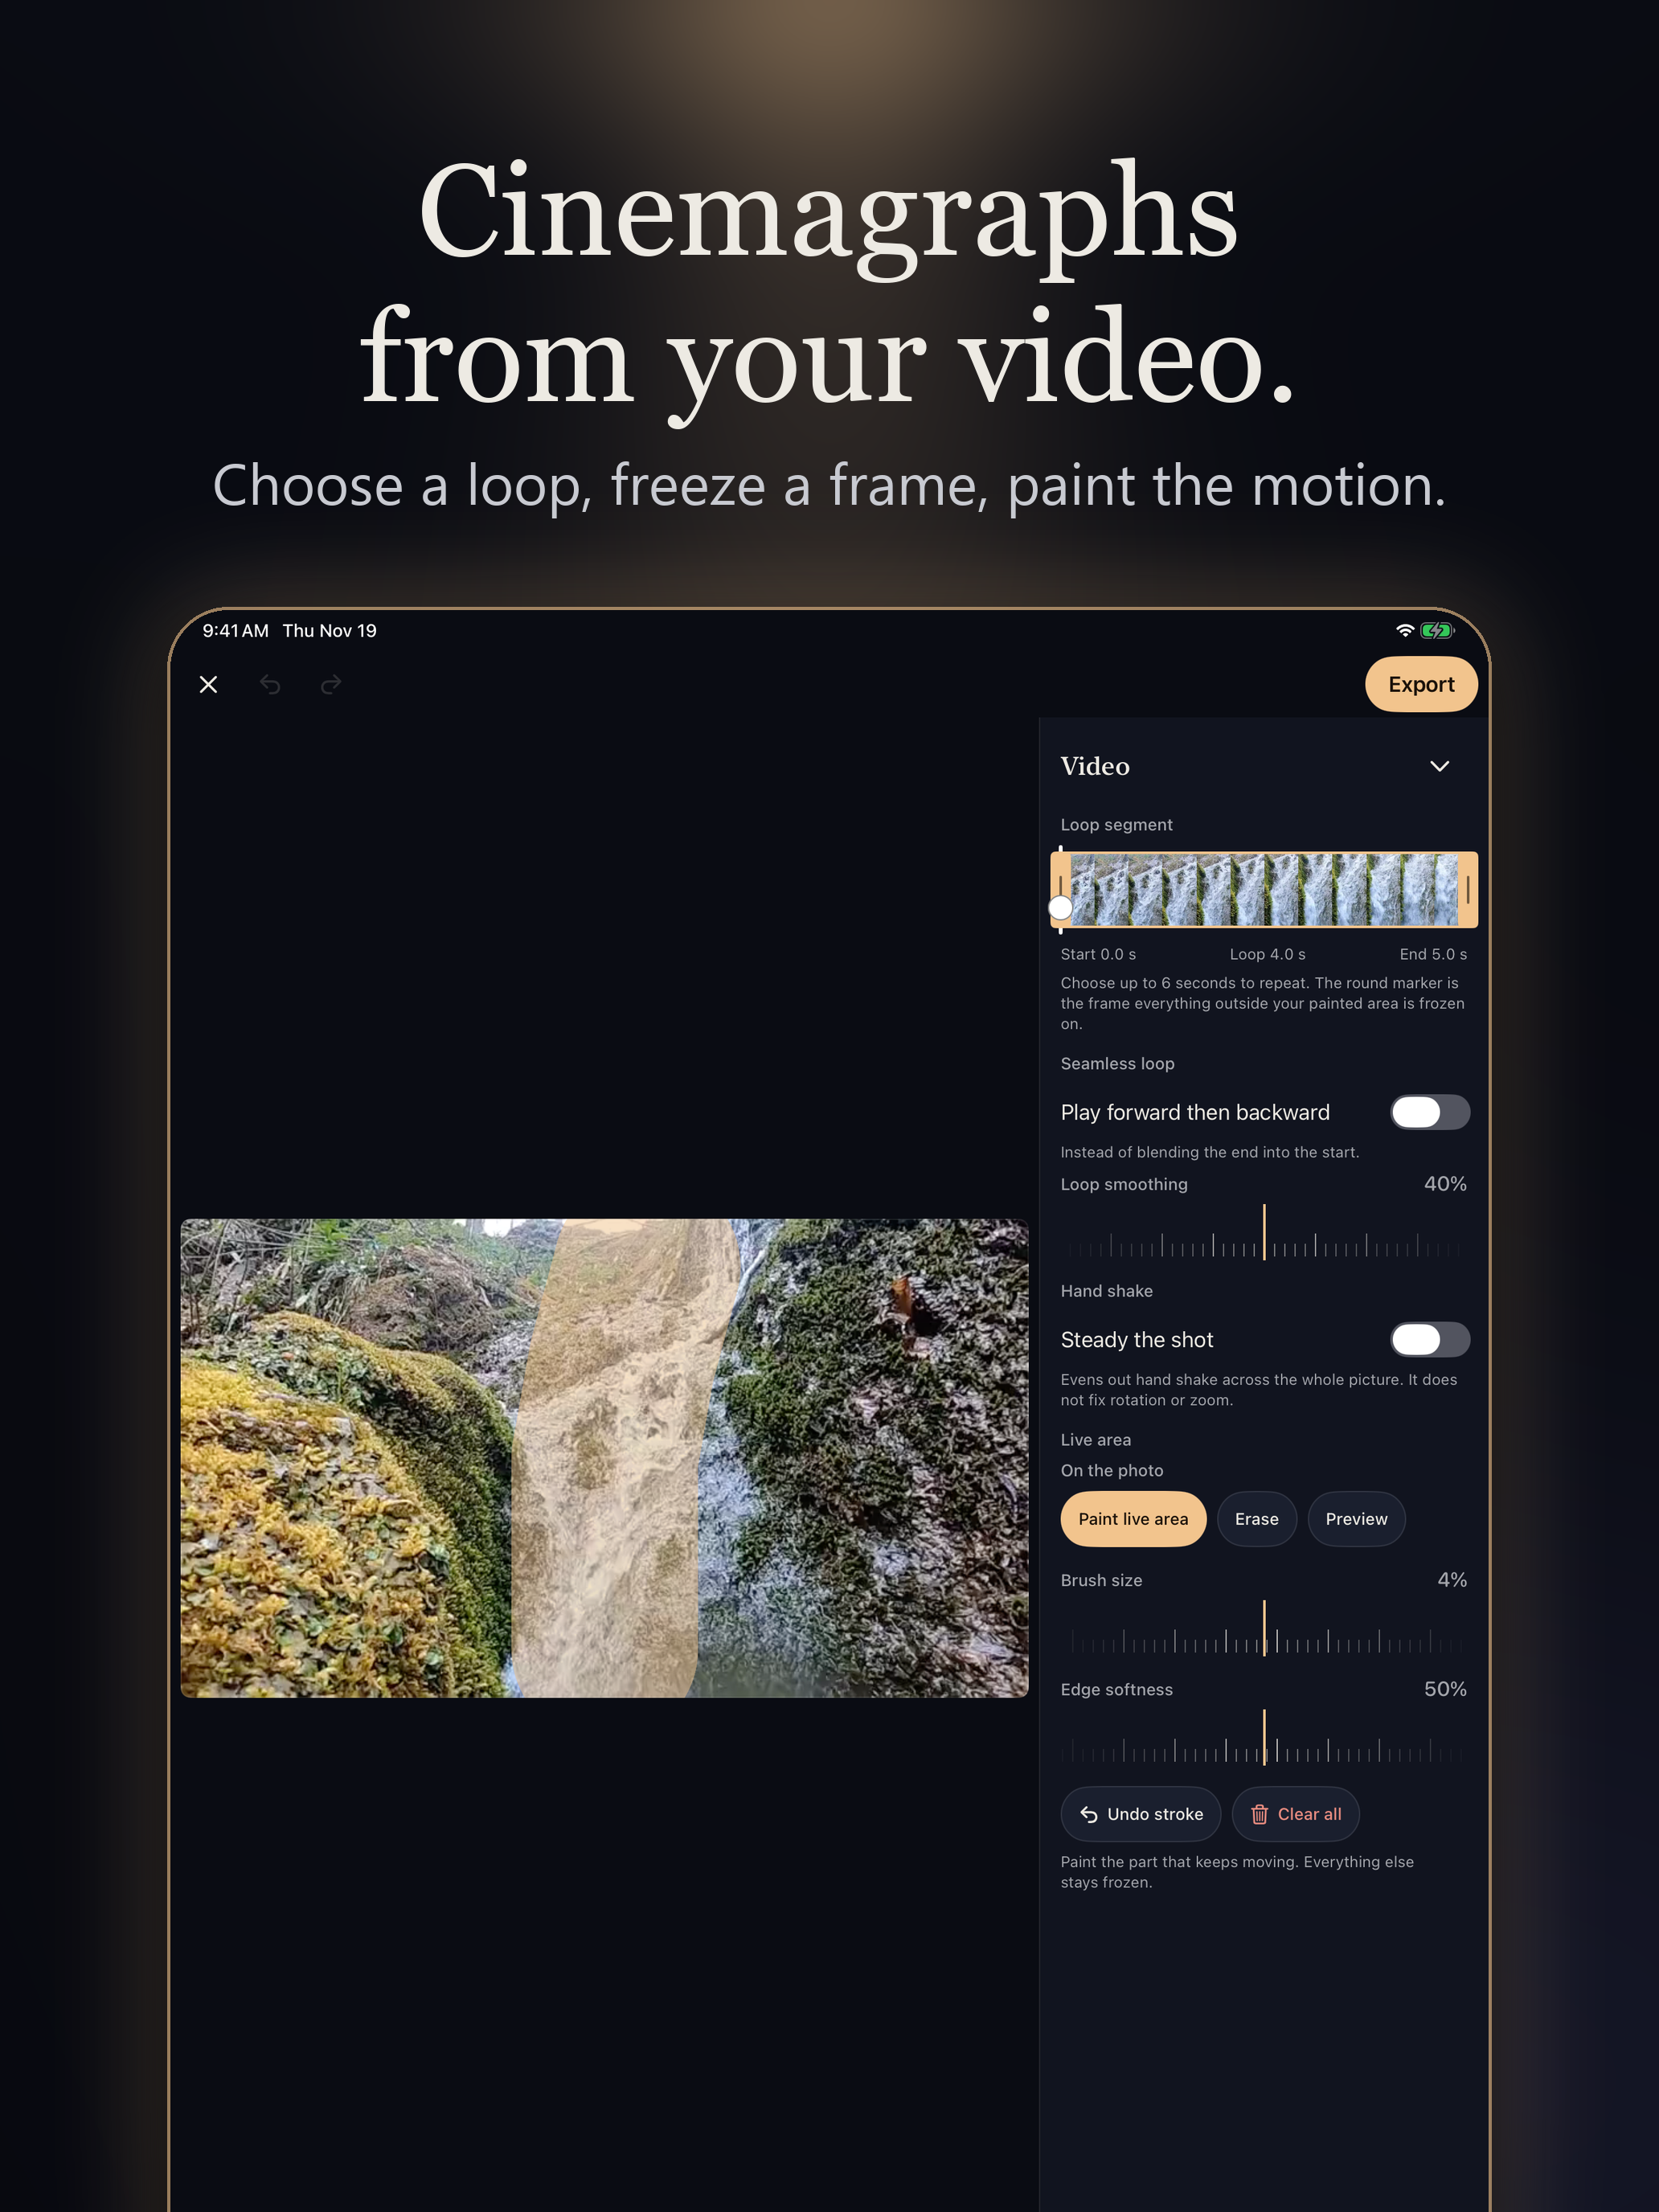 Cinemagraphs
from your video.
Choose a loop, freeze a frame, paint the motion.
9:41 AM Thu Nov 19
Export
Video
Loop segment
Start 0.0 s Loop 4.0 s End 5.0 s
Choose up to 6 seconds to repeat. The round marker is
the frame everything outside your painted area is frozen
on.
Seamless loop
Play forward then backward
Instead of blending the end into the start.
Loop smoothing 40%
Hand shake
Steady the shot
Evens out hand shake across the whole picture. It does
not fix rotation or zoom.
Live area
On the photo
Paint live area Erase Preview
Brush size 4%
Edge softness 50%
Undo stroke Clear all
Paint the part that keeps moving. Everything else
stays frozen.